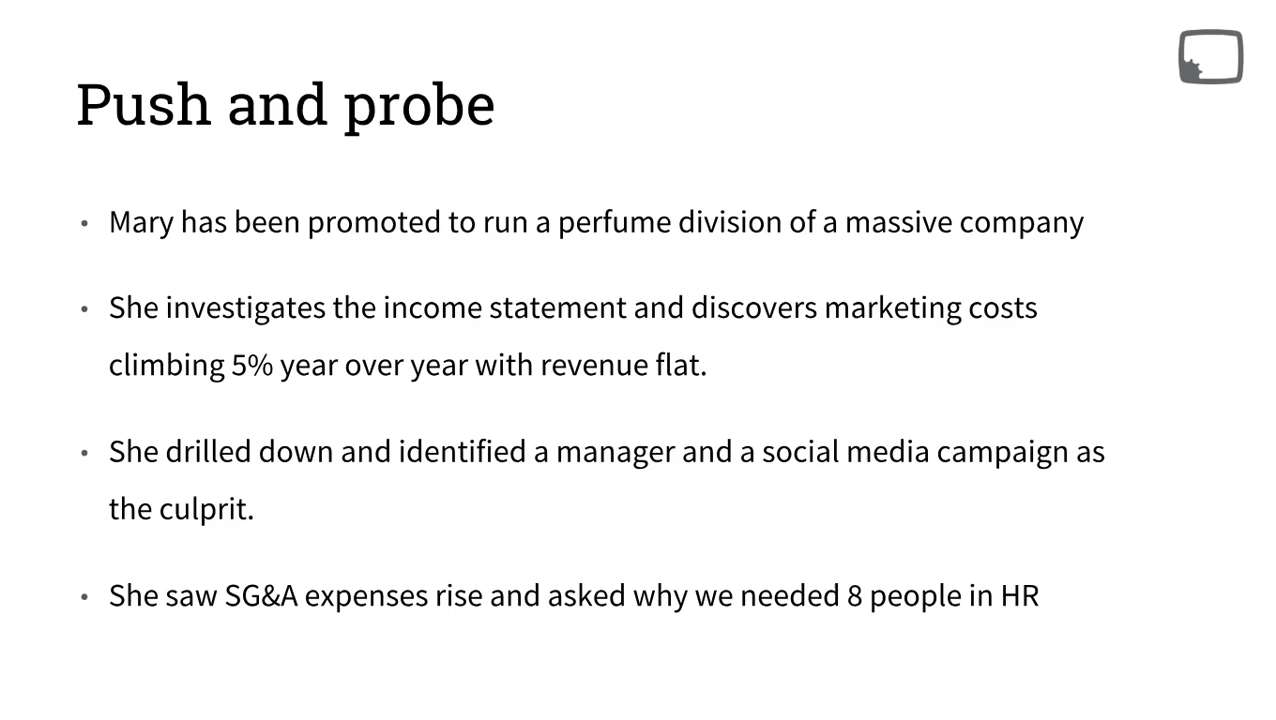 Push and probe
• Mary has been promoted to run a perfume division of a massive company
• She investigates the income statement and discovers marketing costs
climbing 5% year over year with revenue flat.
• She drilled down and identified a manager and a social media campaign as
the culprit.
• She saw SG&A expenses rise and asked why we needed 8 people in HR